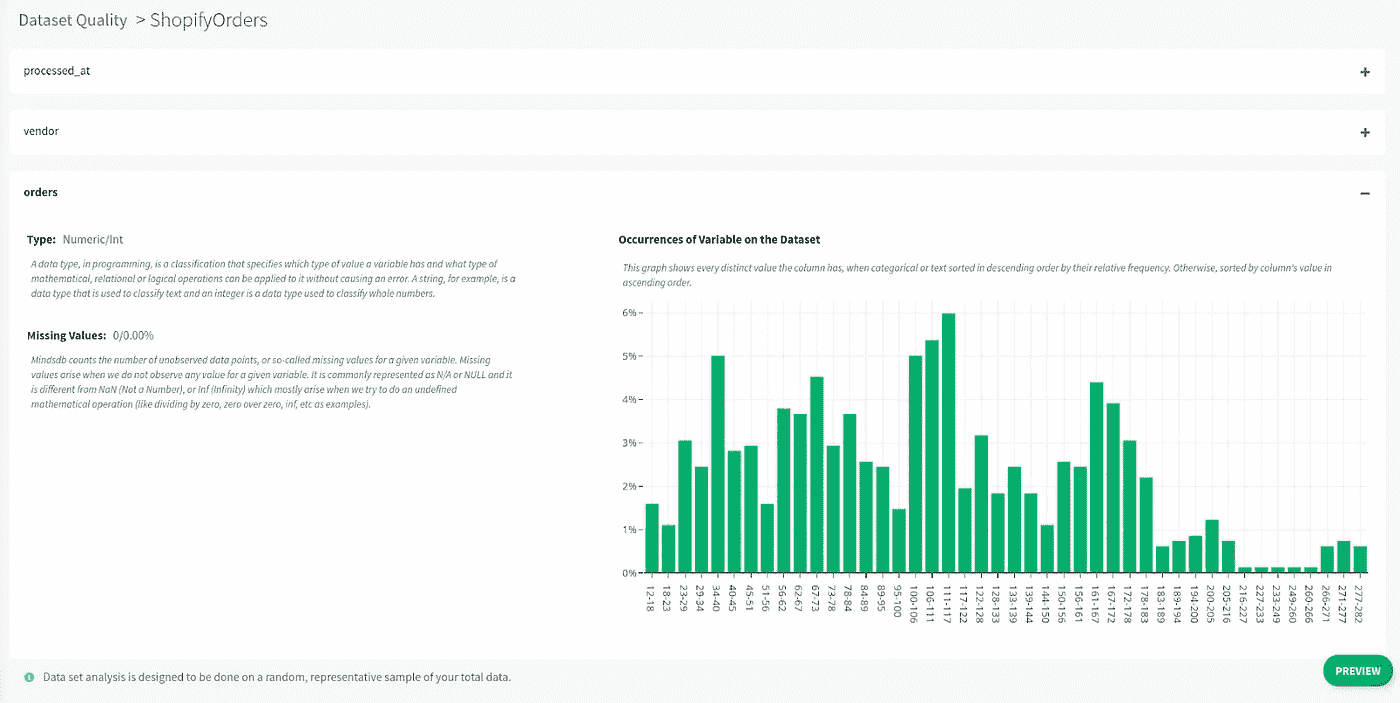 Dataset Quality > ShopifyOrders
processed_at
vendor
orders
Type: Numeric/Int
A data type, in programming, is a classification that specifies which type of value a variable has and what type of
mathematical, relational or logical operations can be applied to it without causing an error. A string, for example, is a
data type that is used to classify text and an integer is a data type used to classify whole numbers.
Missing Values: 0/0.00%
Mindsdb counts the number of unobserved data points, or so-called missing values for a given variable. Missing
values arise when we do not observe any value for a given variable. It is commonly represented as N/A or NULL and it
is different from NaN (Not a Number), or Inf (Infinity) which mostly arise when we try to do an undefined
mathematical operation (like dividing by zero, zero over zero, inf, etc as examples).
Occurrences of Variable on the Dataset
This graph shows every distinct value the column has, when categorical or text sorted in descending order by their relative frequency. Otherwise, sorted by column's value in
ascending order.
6%
5%
4%
3%
2%
1%
0%
12-18
18-23
23-29
29-34
34-40
40-45
45-51
51-56
56-62
62-67
67-73
73-78
78-84
84-89
89-95
95-100
100-106
106-111
111-117
117-122
122-128
128-133
133-139
139-144
144-150
150-156
156-161
161-167
167-172
172-178
178-183
183-189
189-194
194-200
200-205
205-216
216-227
227-233
233-249
249-260
260-266
266-271
271-277
277-282
Data set analysis is designed to be done on a random, representative sample of your total data.
PREVIEW